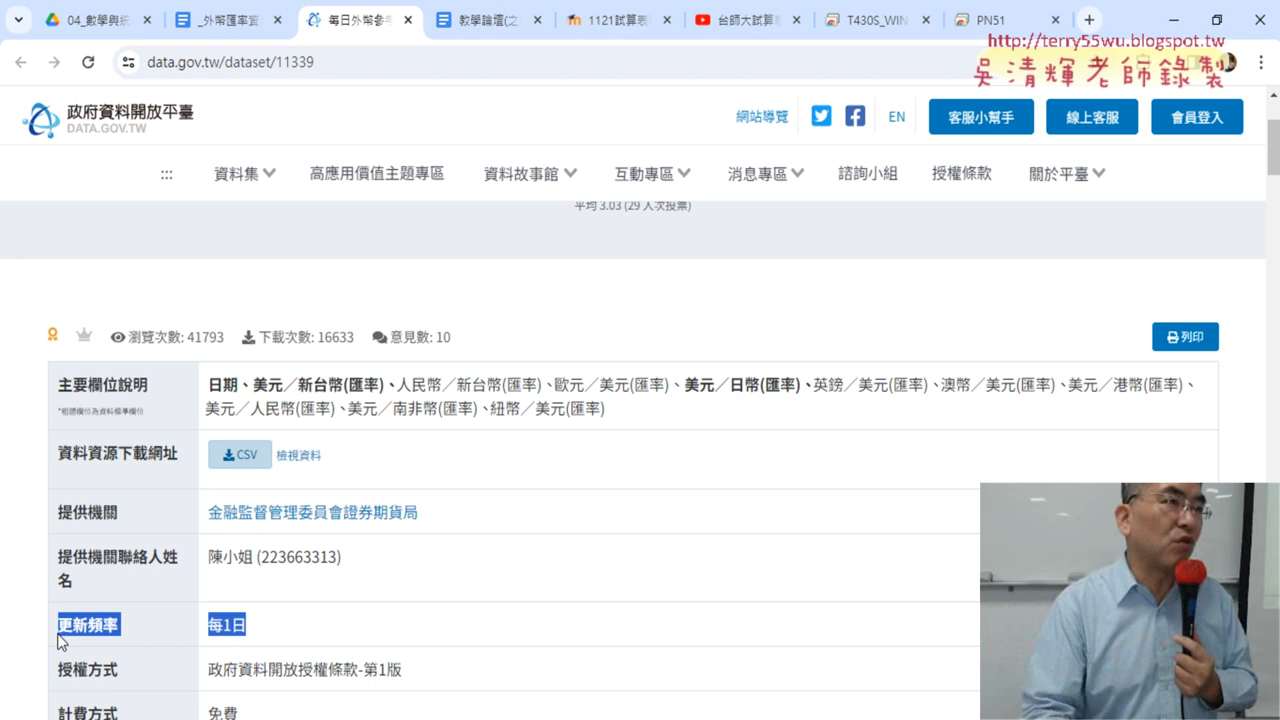 04_數學與統
_外幣匯率資
每日外幣參考
教學論壇(之
1121試算表
台師大試算表
T430S_WIN
PN51
http://terry55wu.blogspot.tw
data.gov.tw/dataset/11339
吳清輝老師錄製
政府資料開放平臺
DATA.GOV.TW
網站導覽
EN
客服小幫手
線上客服
會員登入
:::
資料集
高應用價值主題專區
資料故事館
互動專區
消息專區
諮詢小組
授權條款
關於平臺
平均 3.03 (29 人次投票)
瀏覽次數: 41793
下載次數: 16633
意見數: 10
列印
主要欄位說明
*粗體欄位為資料標準欄位
日期、美元／新台幣(匯率)、人民幣／新台幣(匯率)、歐元／美元(匯率)、美元／日幣(匯率)、英鎊／美元(匯率)、澳幣／美元(匯率)、美元／港幣(匯率)、
美元／人民幣(匯率)、美元／南非幣(匯率)、紐幣／美元(匯率)
資料資源下載網址
CSV
檢視資料
提供機關
金融監督管理委員會證券期貨局
提供機關聯絡人姓
名
陳小姐 (223663313)
更新頻率
每1日
授權方式
政府資料開放授權條款-第1版
計費方式
免費